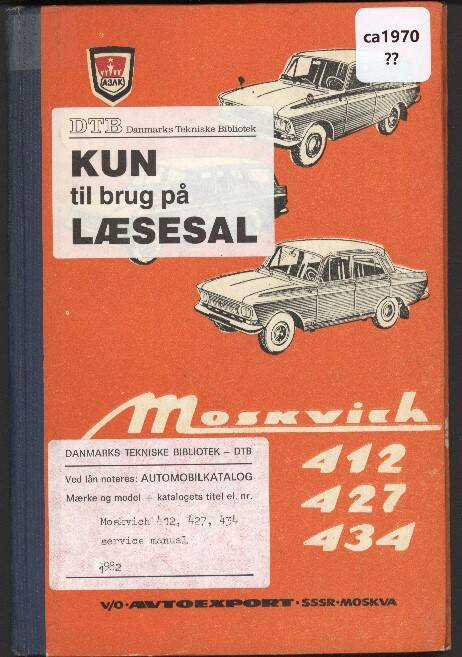 ca1970
??
АЗЛК
DTB Danmarks Tekniske Bibliotek
KUN
til brug på
LÆSESAL
Moskvich
412
427
434
DANMARKS TEKNISKE BIBLIOTEK – DTB
Ved lån noteres: AUTOMOBILKATALOG
Mærke og model + katalogets titel el. nr.
Moskvich 412, 427, 434
service manual
1982
V/O·AVTOEXPORT·SSSR-MOSKVA